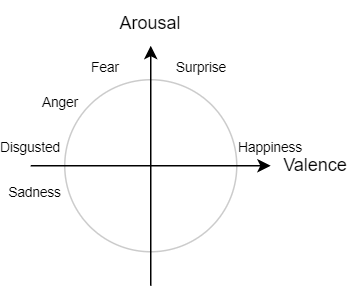 Arousal
Fear
Surprise
Anger
Disgusted
Happiness
Valence
Sadness